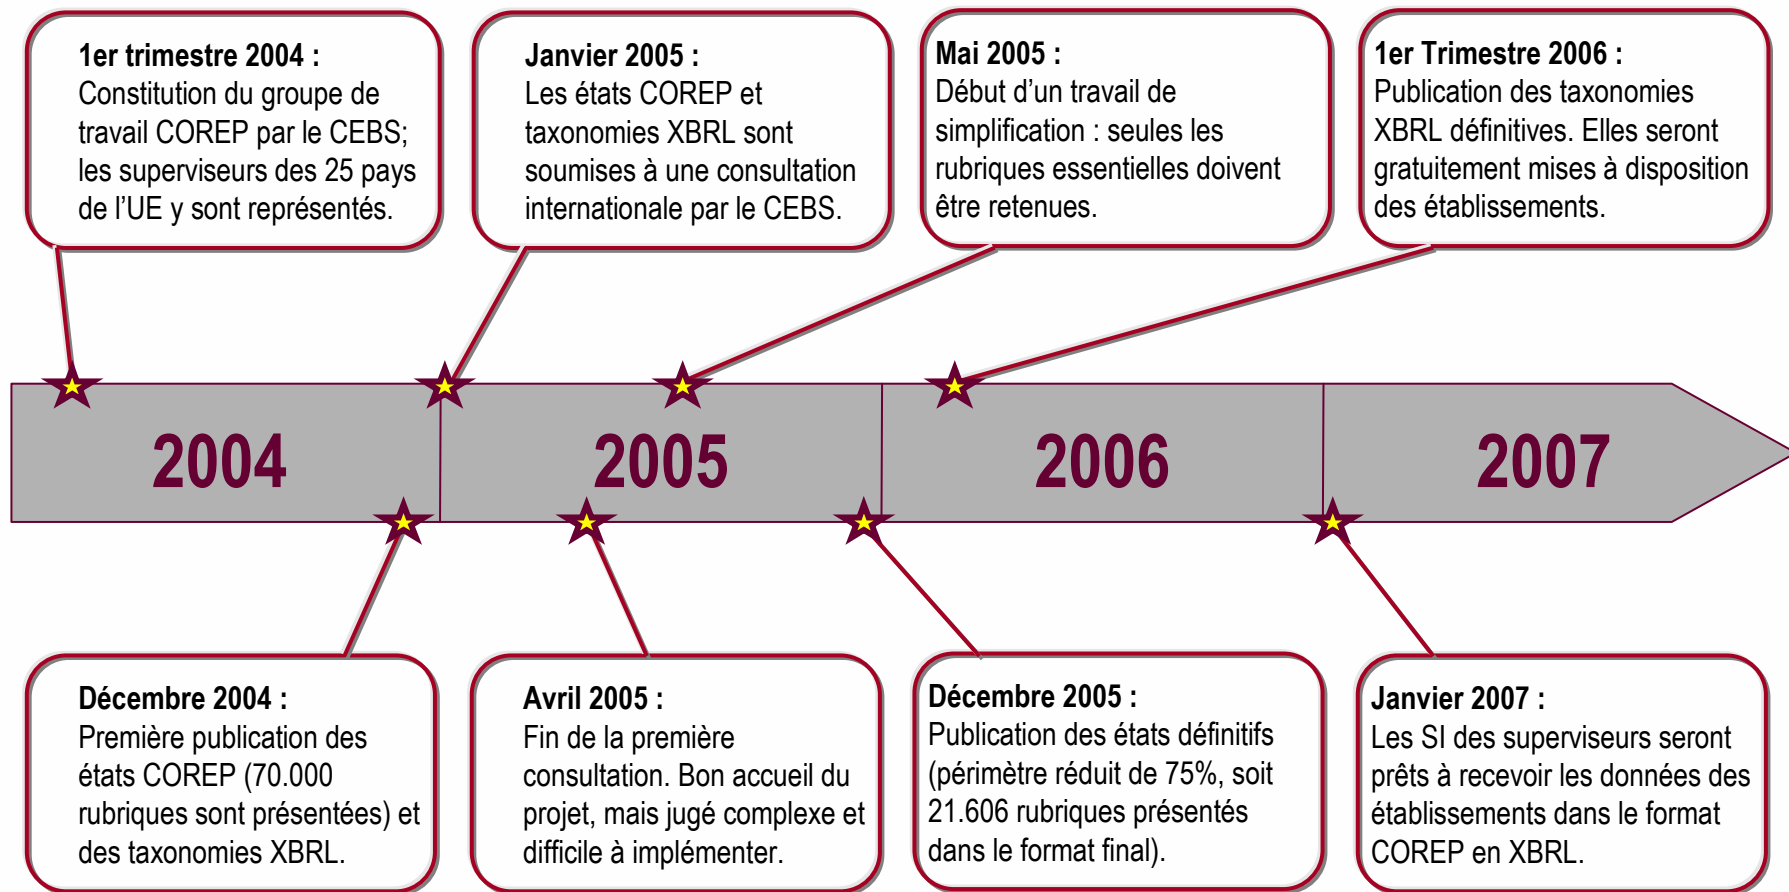 1er trimestre 2004 :
Constitution du groupe de
travail COREP par le CEBS;
les superviseurs des 25 pays
de l'UE y sont représentés.
Janvier 2005 :
Les états COREP et
taxonomies XBRL sont
soumises à une consultation
internationale par le CEBS.
Mai 2005 :
Début d'un travail de
simplification : seules les
rubriques essentielles doivent
être retenues.
1er Trimestre 2006 :
Publication des taxonomies
XBRL définitives. Elles seront
gratuitement mises à disposition
des établissements.
2004
2005
2006
2007
Décembre 2004 :
Première publication des
états COREP (70.000
rubriques sont présentées) et
des taxonomies XBRL.
Avril 2005 :
Fin de la première
consultation. Bon accueil du
projet, mais jugé complexe et
difficile à implémenter.
Décembre 2005 :
Publication des états définitifs
(périmètre réduit de 75%, soit
21.606 rubriques présentés
dans le format final).
Janvier 2007 :
Les SI des superviseurs seront
prêts à recevoir les données des
établissements dans le format
COREP en XBRL.